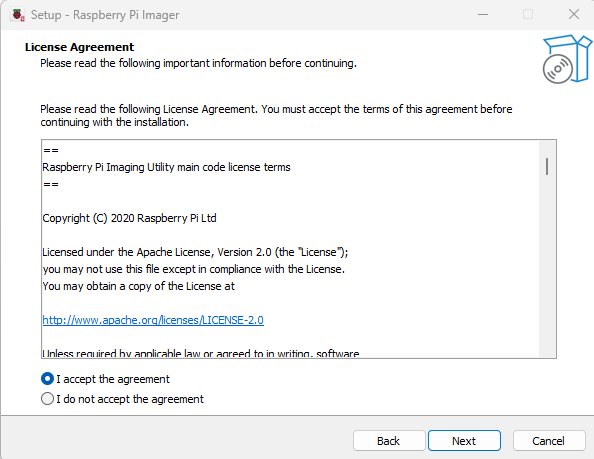 Setup - Raspberry Pi Imager
License Agreement
Please read the following important information before continuing.
Please read the following License Agreement. You must accept the terms of this agreement before
continuing with the installation.
==
Raspberry Pi Imaging Utility main code license terms
==
Copyright (C) 2020 Raspberry Pi Ltd
Licensed under the Apache License, Version 2.0 (the "License");
you may not use this file except in compliance with the License.
You may obtain a copy of the License at
http://www.apache.org/licenses/LICENSE-2.0
Unless required by applicable law or agreed to in writing, software
I accept the agreement
I do not accept the agreement
Back Next Cancel